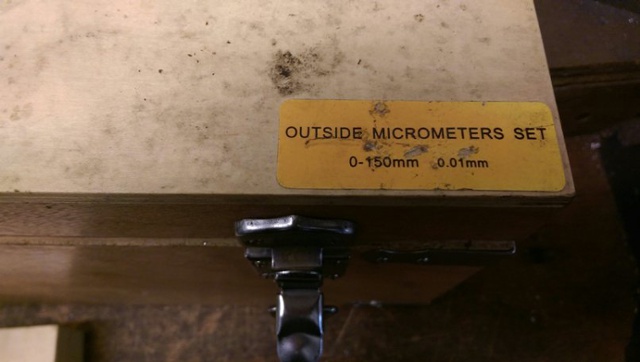 OUTSIDE MICROMETERS SET
0-150mm 0.01mm